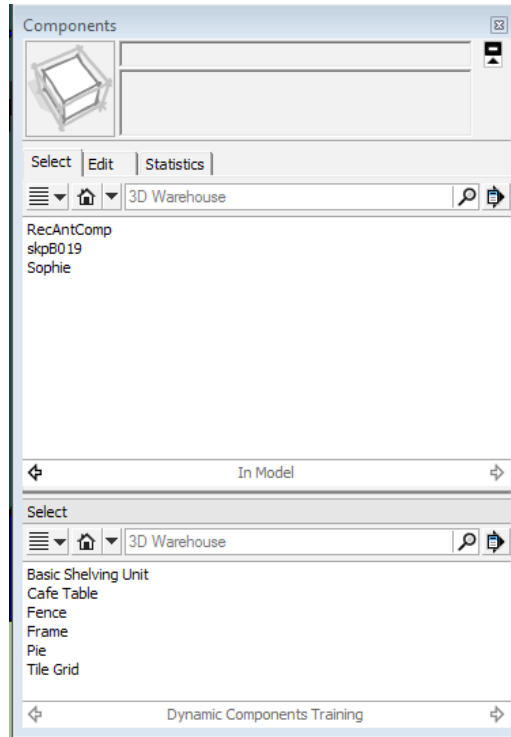 Components
Select Edit Statistics
3D Warehouse
RecAntComp
skpB019
Sophie
In Model
Select
3D Warehouse
Basic Shelving Unit
Cafe Table
Fence
Frame
Pie
Tile Grid
Dynamic Components Training